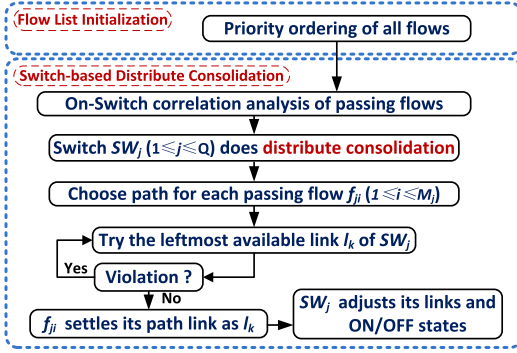 Flow List Initialization
Priority ordering of all flows
Switch-based Distribute Consolidation
On-Switch correlation analysis of passing flows
Switch SWj (1≤j≤Q) does distribute consolidation
Choose path for each passing flow fji (1≤i≤Mj)
Try the leftmost available link lk of SWj
Yes
Violation ?
No
fji settles its path link as lk
SWj adjusts its links and
ON/OFF states